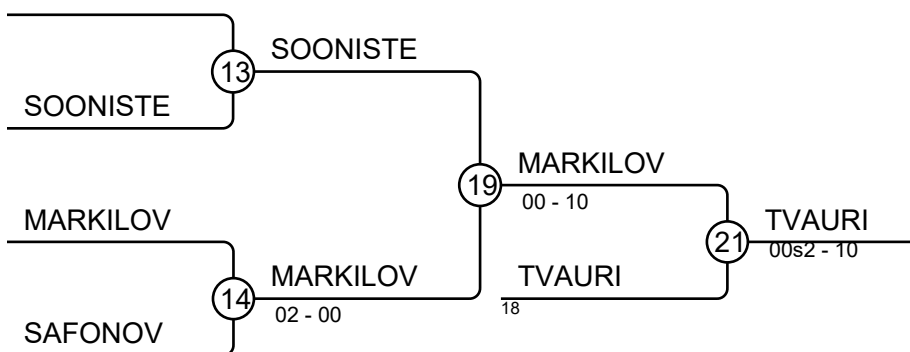 SOONISTE
13
SOONISTE
MARKILOV
19
00 - 10
MARKILOV
TVAURI
21
00s2 - 10
MARKILOV
14
02 - 00
TVAURI
18
SAFONOV